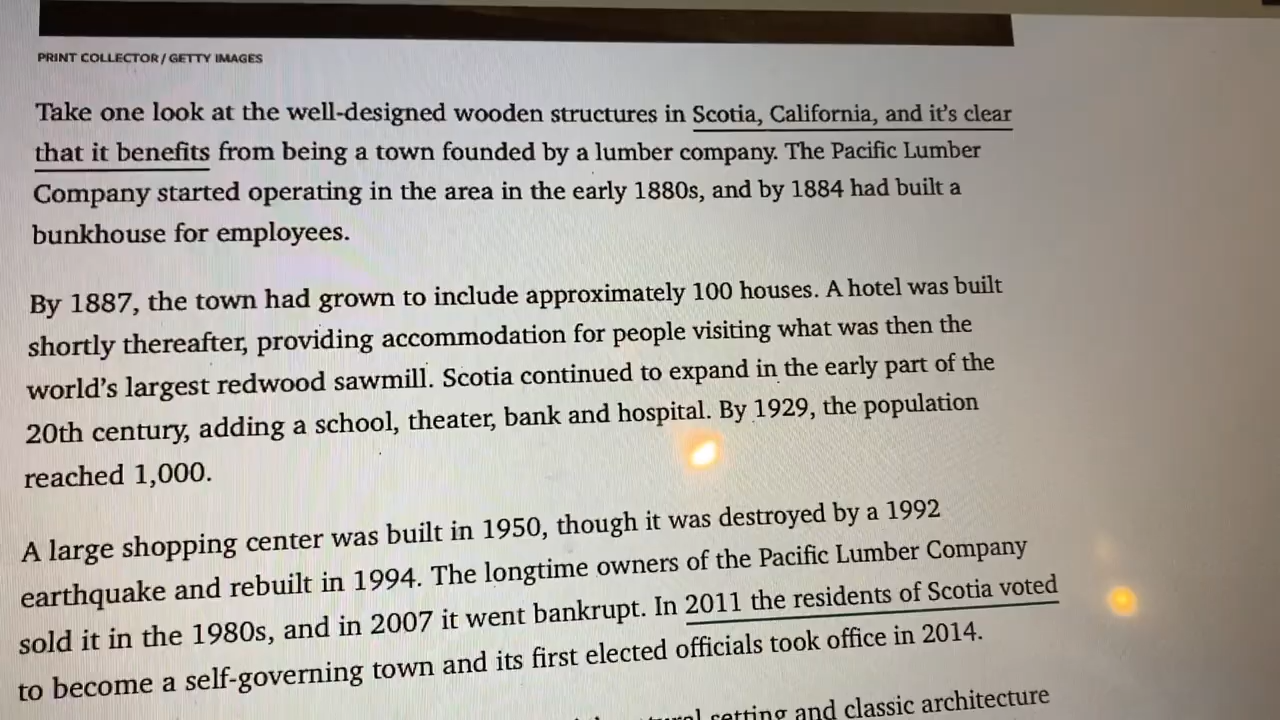 PRINT COLLECTOR / GETTY IMAGES
Take one look at the well-designed wooden structures in Scotia, California, and it's clear
that it benefits from being a town founded by a lumber company. The Pacific Lumber
Company started operating in the area in the early 1880s, and by 1884 had built a
bunkhouse for employees.
By 1887, the town had grown to include approximately 100 houses. A hotel was built
shortly thereafter, providing accommodation for people visiting what was then the
world's largest redwood sawmill. Scotia continued to expand in the early part of the
20th century, adding a school, theater, bank and hospital. By 1929, the population
reached 1,000.
A large shopping center was built in 1950, though it was destroyed by a 1992
earthquake and rebuilt in 1994. The longtime owners of the Pacific Lumber Company
sold it in the 1980s, and in 2007 it went bankrupt. In 2011 the residents of Scotia voted
to become a self-governing town and its first elected officials took office in 2014.
setting and classic architecture